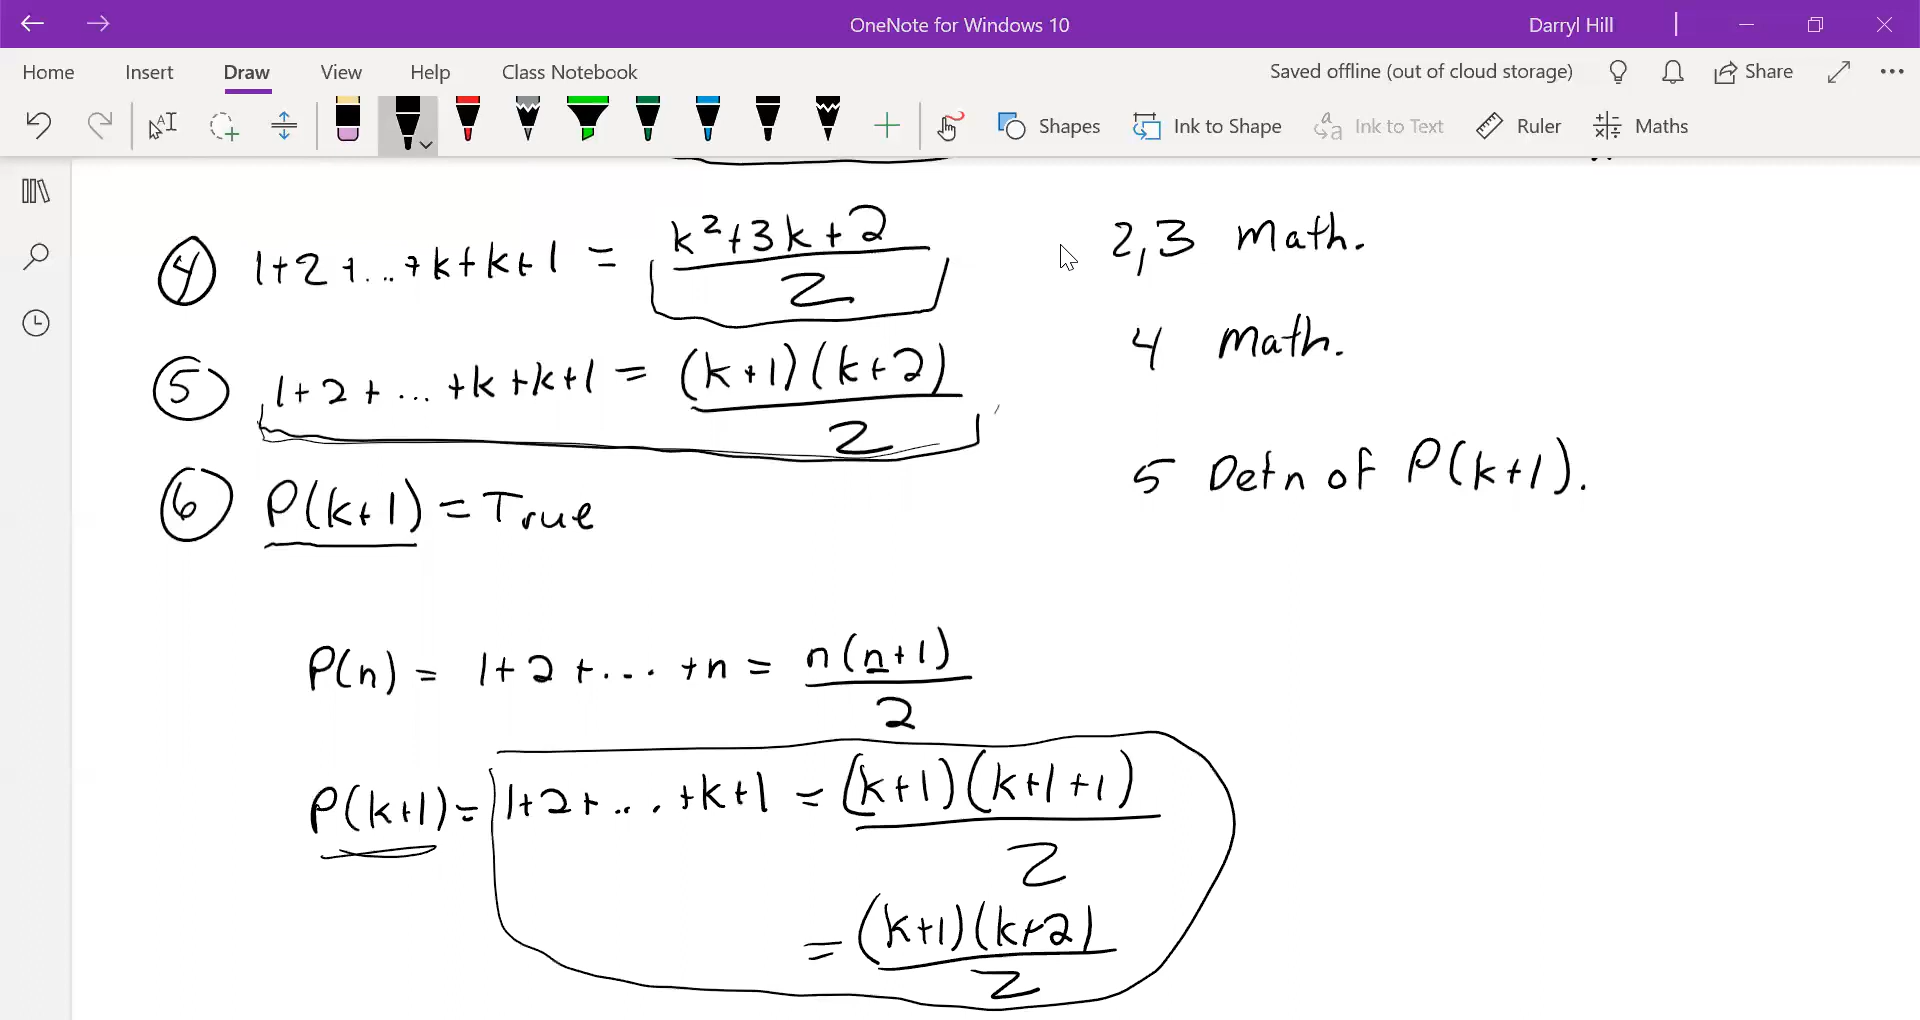 OneNote for Windows 10
Darryl Hill
Home Insert Draw View Help Class Notebook
Saved offline (out of cloud storage) Share
Shapes Ink to Shape Ink to Text Ruler Maths
④ 1+2+...+k+k+1 = k²+3k+2 / 2 2,3 Math.
4 Math.
⑤ 1+2+...+k+k+1 = (k+1)(k+2) / 2
5 Defn of P(k+1).
⑥ P(k+1) = True
P(n) = 1+2+...+n = n(n+1) / 2
P(k+1) = 1+2+...+k+1 = (k+1)(k+1+1) / 2
= (k+1)(k+2) / 2